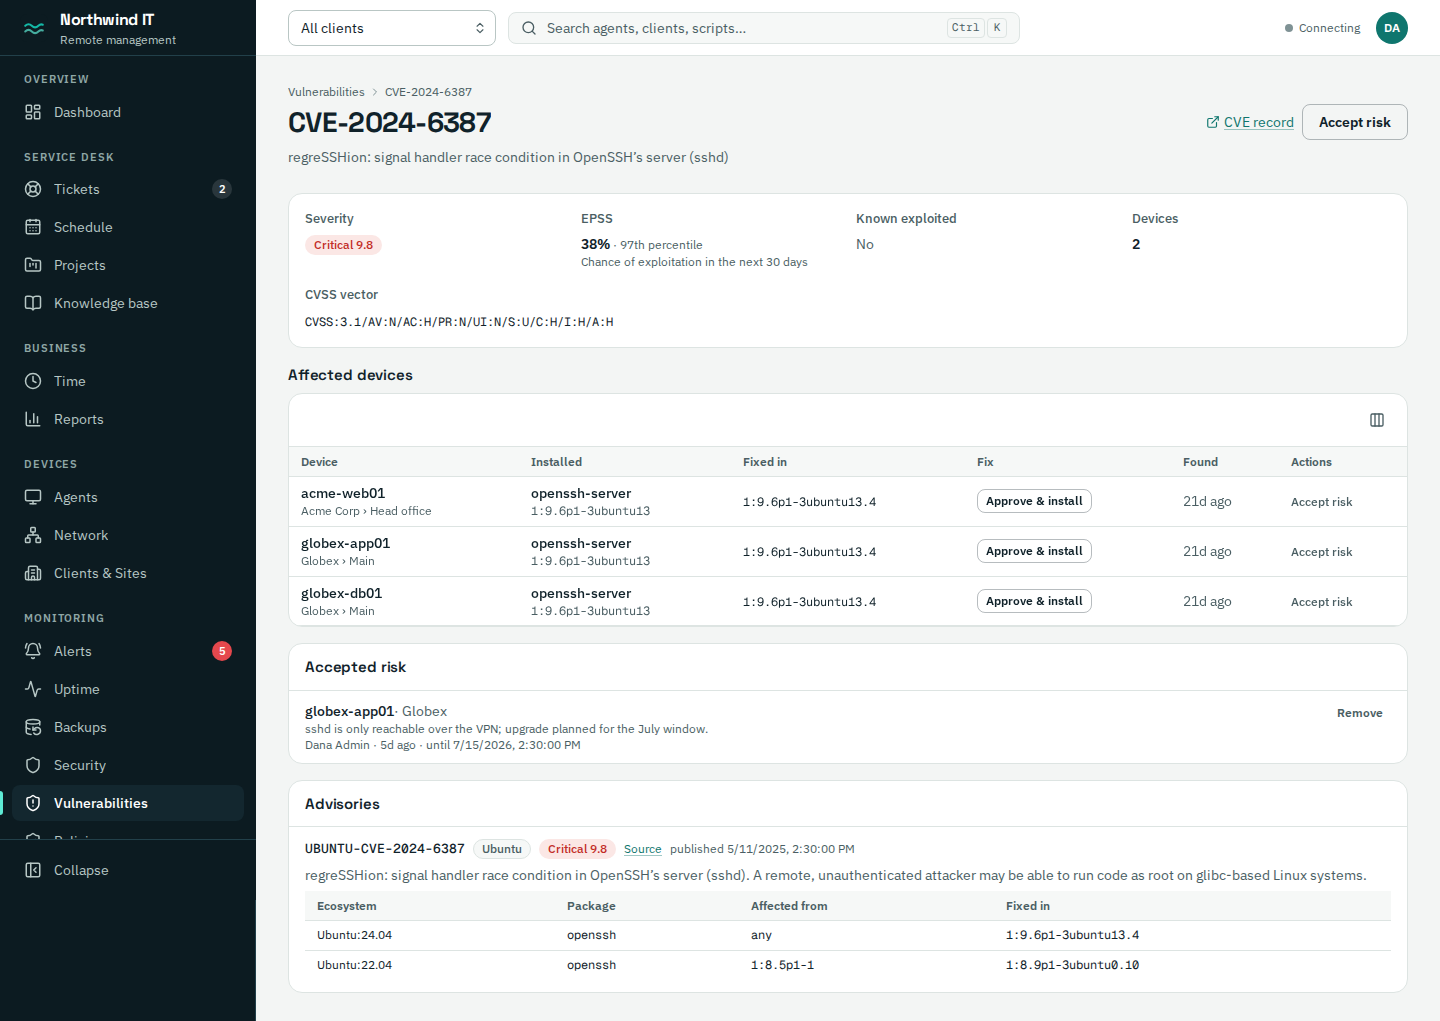 Northwind IT
Remote management
All clients
Search agents, clients, scripts...
Ctrl K
Connecting
DA
OVERVIEW
Dashboard
SERVICE DESK
Tickets 2
Schedule
Projects
Knowledge base
BUSINESS
Time
Reports
DEVICES
Agents
Network
Clients & Sites
MONITORING
Alerts 5
Uptime
Backups
Security
Vulnerabilities
Collapse
Vulnerabilities > CVE-2024-6387
CVE-2024-6387
CVE record
Accept risk
regreSSHion: signal handler race condition in OpenSSH's server (sshd)
Severity EPSS Known exploited Devices
Critical 9.8 38% · 97th percentile No 2
Chance of exploitation in the next 30 days
CVSS vector
CVSS:3.1/AV:N/AC:H/PR:N/UI:N/S:U/C:H/I:H/A:H
Affected devices
Device Installed Fixed in Fix Found Actions
acme-web01 openssh-server 1:9.6p1-3ubuntu13.4 Approve & install 21d ago Accept risk
Acme Corp › Head office 1:9.6p1-3ubuntu13
globex-app01 openssh-server 1:9.6p1-3ubuntu13.4 Approve & install 21d ago Accept risk
Globex › Main 1:9.6p1-3ubuntu13
globex-db01 openssh-server 1:9.6p1-3ubuntu13.4 Approve & install 21d ago Accept risk
Globex › Main 1:9.6p1-3ubuntu13
Accepted risk
globex-app01· Globex
sshd is only reachable over the VPN; upgrade planned for the July window.
Dana Admin · 5d ago · until 7/15/2026, 2:30:00 PM
Remove
Advisories
UBUNTU-CVE-2024-6387 Ubuntu Critical 9.8 Source published 5/11/2025, 2:30:00 PM
regreSSHion: signal handler race condition in OpenSSH's server (sshd). A remote, unauthenticated attacker may be able to run code as root on glibc-based Linux systems.
Ecosystem Package Affected from Fixed in
Ubuntu:24.04 openssh any 1:9.6p1-3ubuntu13.4
Ubuntu:22.04 openssh 1:8.5p1-1 1:8.9p1-3ubuntu0.10